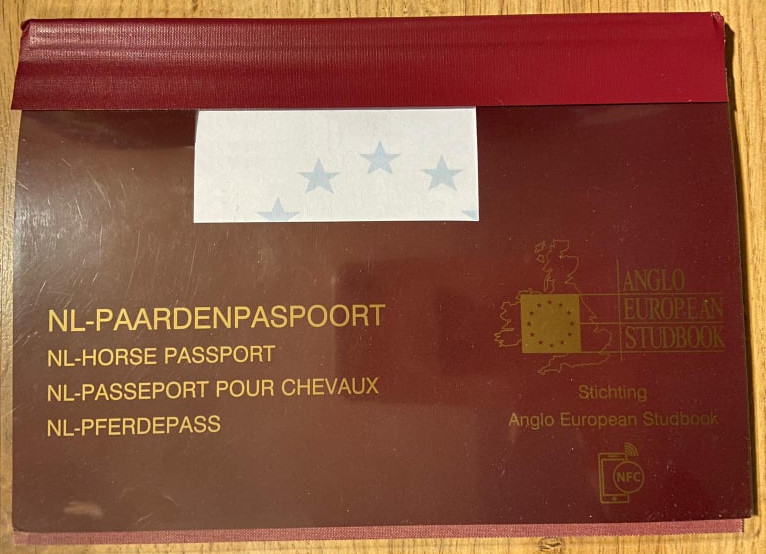 NL-PAARDENPASPOORT
NL-HORSE PASSPORT
NL-PASSEPORT POUR CHEVAUX
NL-PFERDEPASS
ANGLO
EUROPEAN
STUDBOOK
Stichting
Anglo European Studbook
NFC